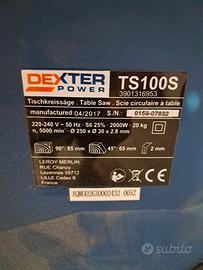 DEXTER
POWER
TS100S
3901316953
Tischkreissäge . Table Saw . Scie circulaire à table
manufactured: 04/2017
S/N.: 0159-07832
220-240 V ~ 50 Hz - S6 25% - 2000W - 20 kg
n₀ 5000 min⁻¹ - Ø 250 x Ø 30 x 2.8 mm
90°: 85 mm
45°: 65 mm
2 mm
LEROY MERLIN
RUE Chanzy
Lezennes 59712
LILLE Cedex 9
France
AQM002630002432 0052
subito